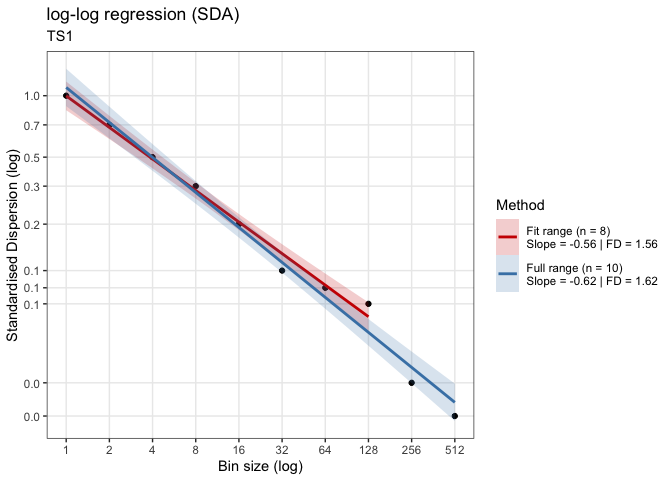 log-log regression (SDA)
TS1
Standardised Dispersion (log)
1.0
0.7
0.5
0.3
0.2
0.1
0.1
0.1
0.0
0.0
1 2 4 8 16 32 64 128 256 512
Bin size (log)
Method
Fit range (n = 8)
Slope = -0.56 | FD = 1.56
Full range (n = 10)
Slope = -0.62 | FD = 1.62